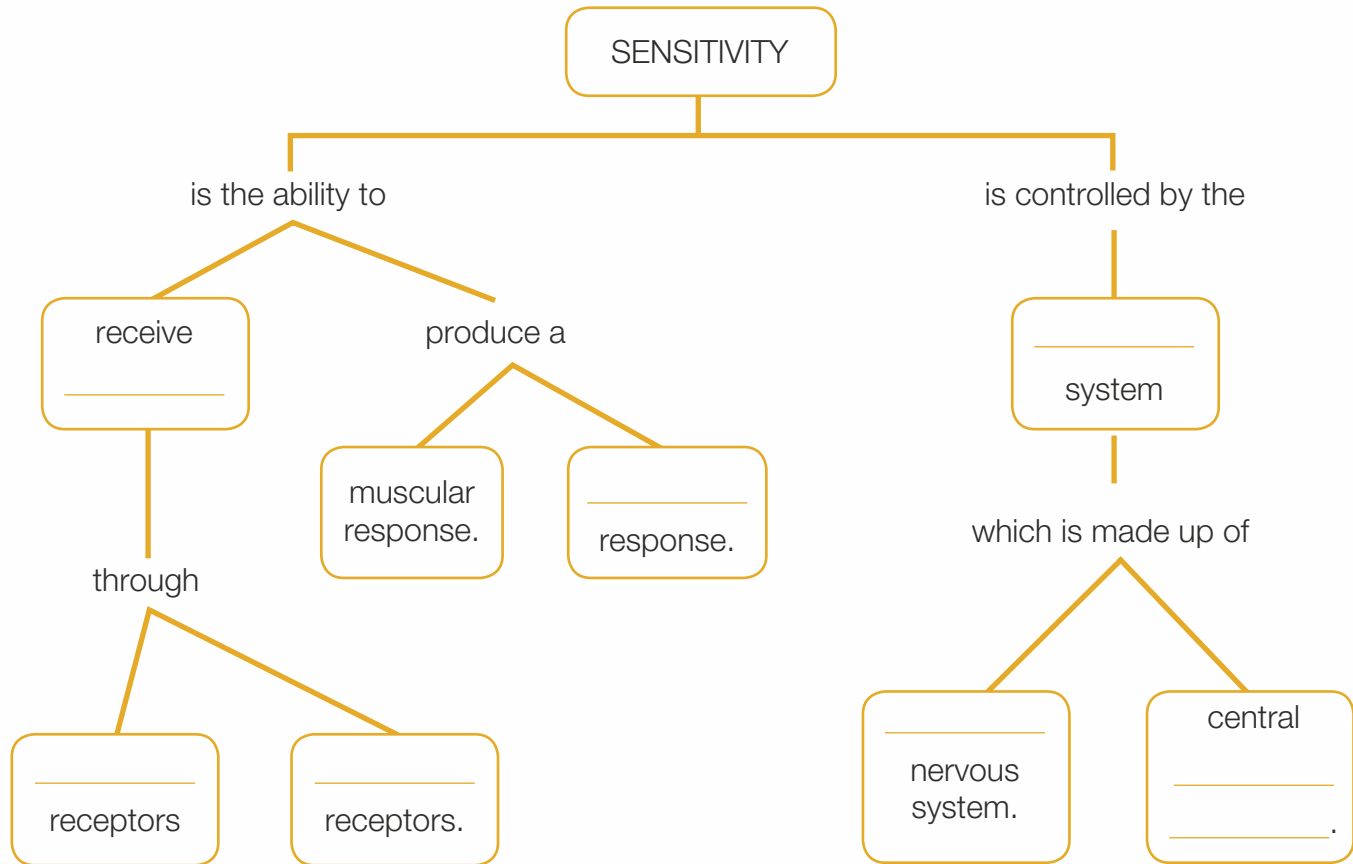 SENSITIVITY
is the ability to
is controlled by the
receive
produce a
system
muscular
response.
response.
which is made up of
through
receptors
receptors.
nervous
system.
central
.